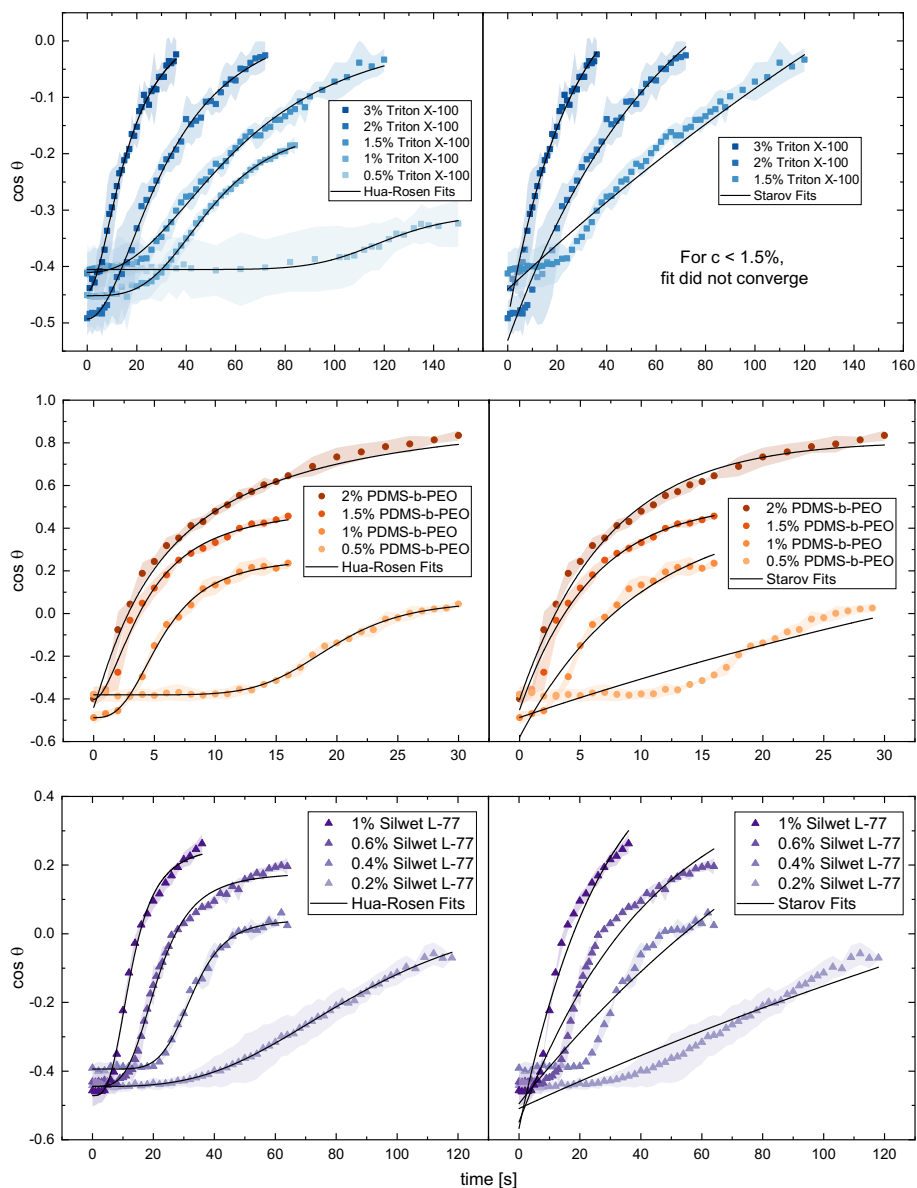 0.0
-0.1
-0.2
-0.3
-0.4
-0.5
cos θ
3% Triton X-100
2% Triton X-100
1.5% Triton X-100
1% Triton X-100
0.5% Triton X-100
Hua-Rosen Fits
0 20 40 60 80 100 120 140
3% Triton X-100
2% Triton X-100
1.5% Triton X-100
Starov Fits
For c < 1.5%,
fit did not converge
0 20 40 60 80 100 120 140 160
1.0
0.8
0.6
0.4
0.2
0.0
-0.2
-0.4
-0.6
cos θ
2% PDMS-b-PEO
1.5% PDMS-b-PEO
1% PDMS-b-PEO
0.5% PDMS-b-PEO
Hua-Rosen Fits
0 5 10 15 20 25 30
2% PDMS-b-PEO
1.5% PDMS-b-PEO
1% PDMS-b-PEO
0.5% PDMS-b-PEO
Starov Fits
0 5 10 15 20 25 30
0.4
0.2
0.0
-0.2
-0.4
-0.6
cos θ
1% Silwet L-77
0.6% Silwet L-77
0.4% Silwet L-77
0.2% Silwet L-77
Hua-Rosen Fits
0 20 40 60 80 100 120
1% Silwet L-77
0.6% Silwet L-77
0.4% Silwet L-77
0.2% Silwet L-77
Starov Fits
0 20 40 60 80 100 120
time [s]